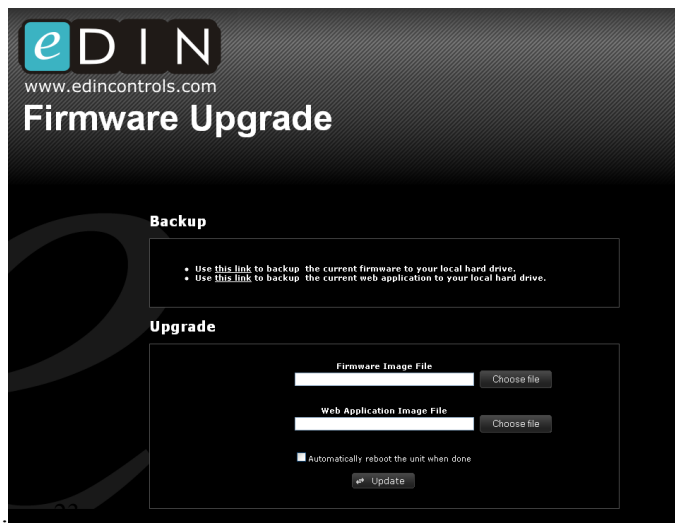 eDIN
www.edincontrols.com
Firmware Upgrade
Backup
• Use this link to backup the current firmware to your local hard drive.
• Use this link to backup the current web application to your local hard drive.
Upgrade
Firmware Image File
Choose file
Web Application Image File
Choose file
Automatically reboot the unit when done
Update